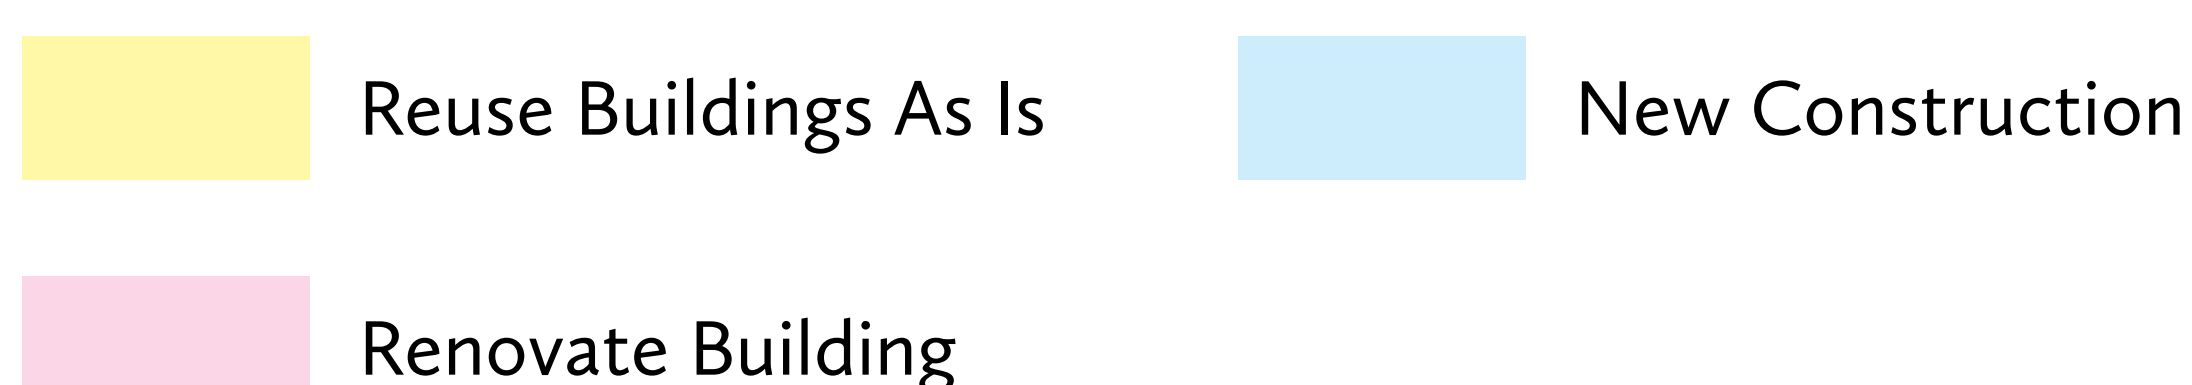 Reuse Buildings As Is
New Construction
Renovate Building